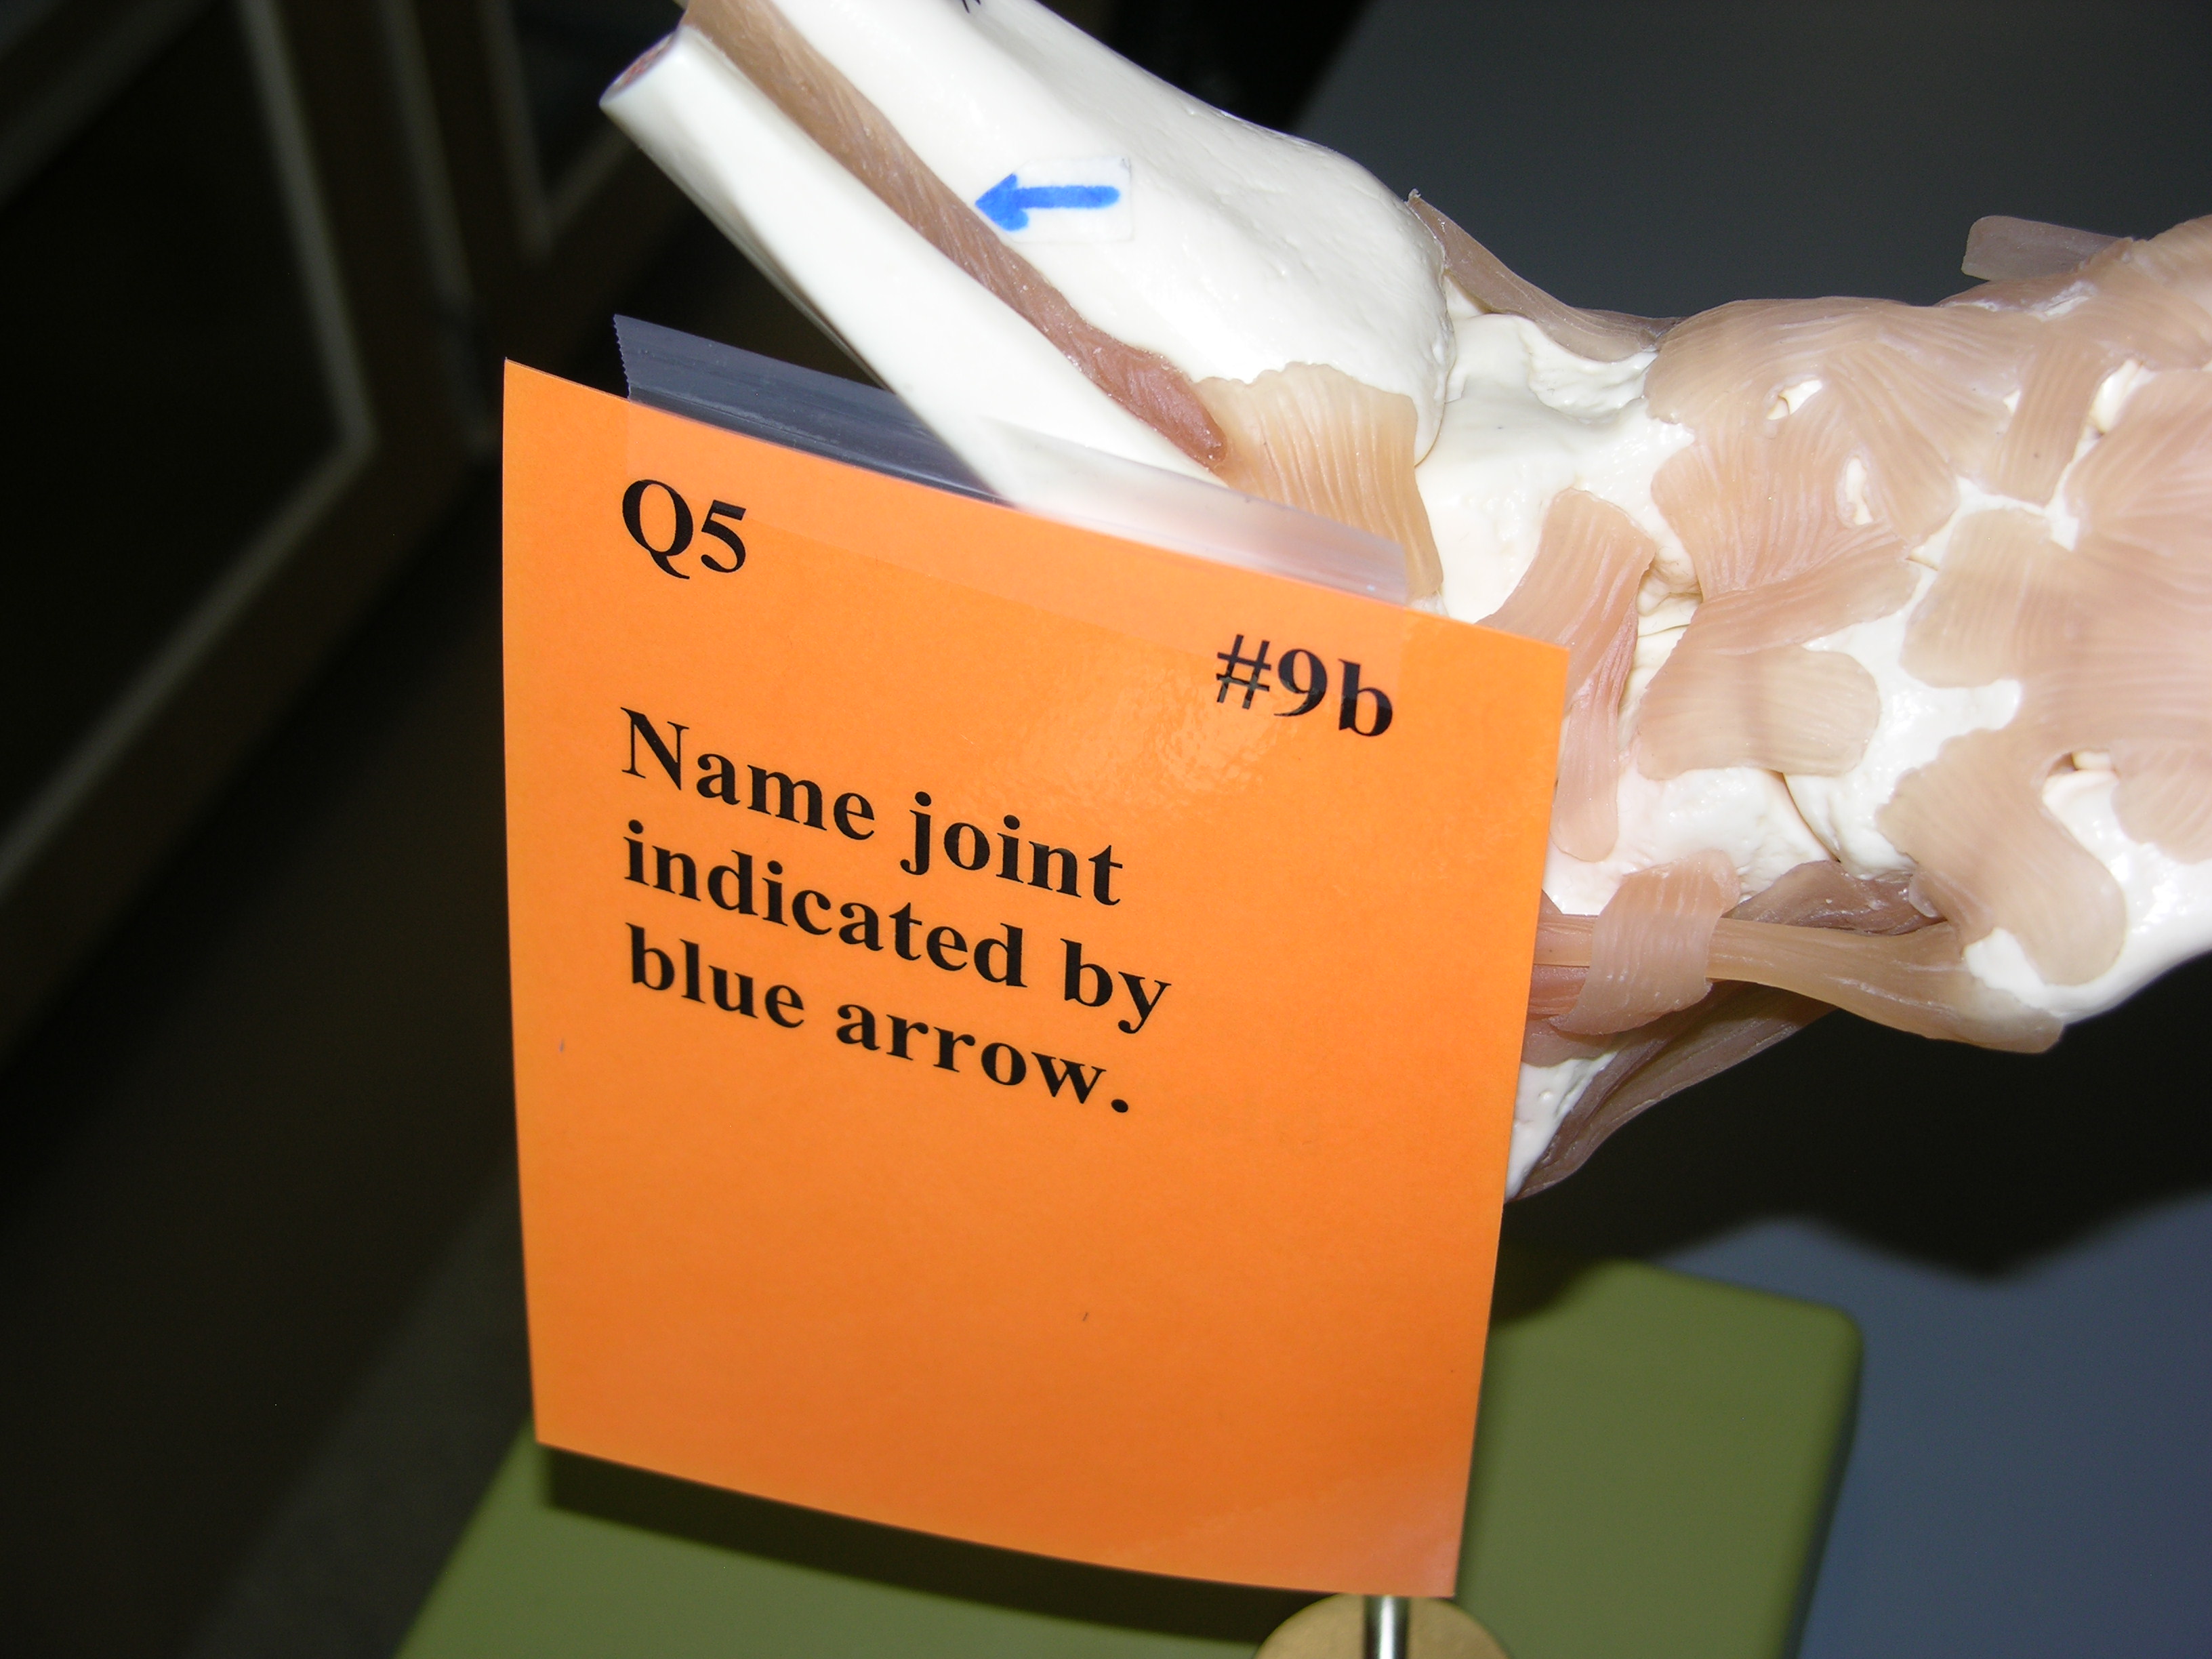 Q5
#9b
Name joint
indicated by
blue arrow.